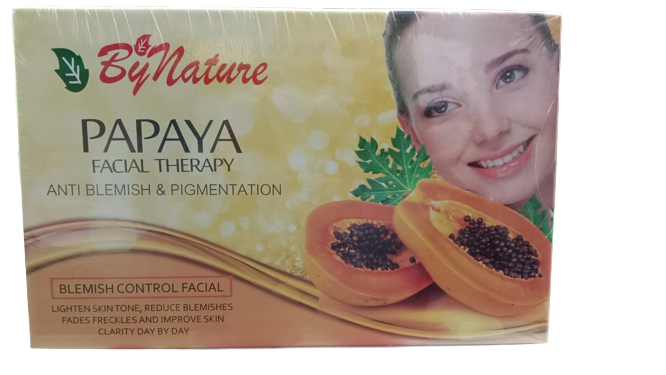 ByNature
PAPAYA
FACIAL THERAPY
ANTI BLEMISH & PIGMENTATION
BLEMISH CONTROL FACIAL
LIGHTEN SKIN TONE, REDUCE BLEMISHES
FADES FRECKLES AND IMPROVE SKIN
CLARITY DAY BY DAY